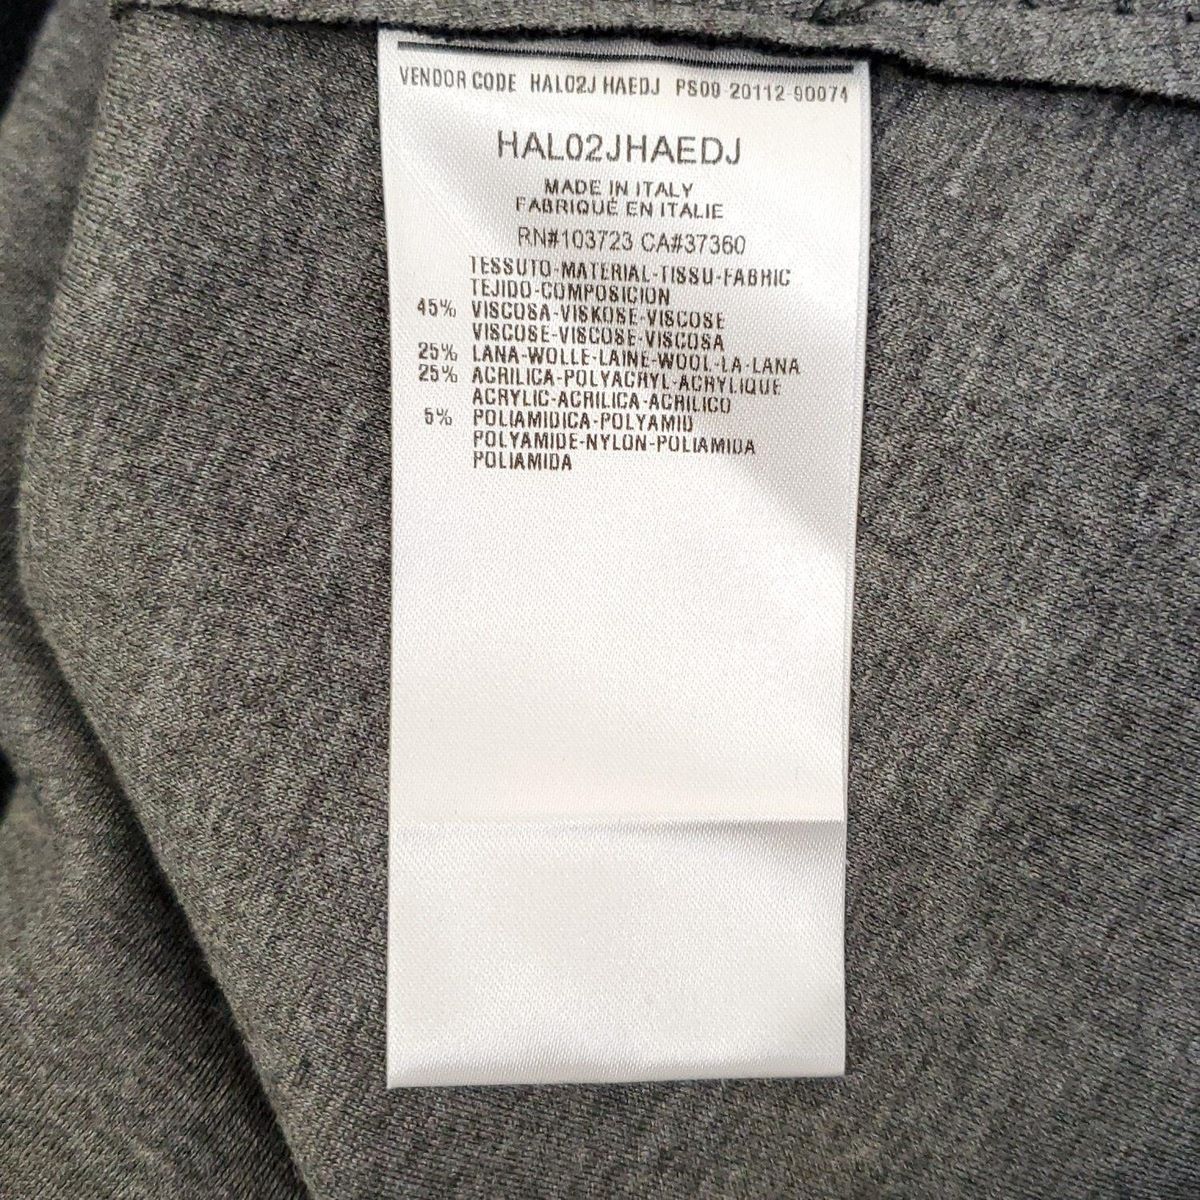 VENDOR CODE HAL02J HAEDJ PS09 20112-90074
HAL02JHAEDJ
MADE IN ITALY
FABRIQUÉ EN ITALIE
RN#103723 CA#37360
TESSUTO-MATERIAL-TISSU-FABRIC
TEJIDO-COMPOSICION
45% VISCOSA-VISKOSE-VISCOSE
VISCOSE-VISCOSE-VISCOSA
25% LANA-WOLLE-LAINE-WOOL-LA-LANA
25% ACRILICA-POLYACRYL-ACRYLIQUE
ACRYLIC-ACRILICA-ACRILICO
5% POLIAMIDICA-POLYAMID
POLYAMIDE-NYLON-POLIAMIDA
POLIAMIDA